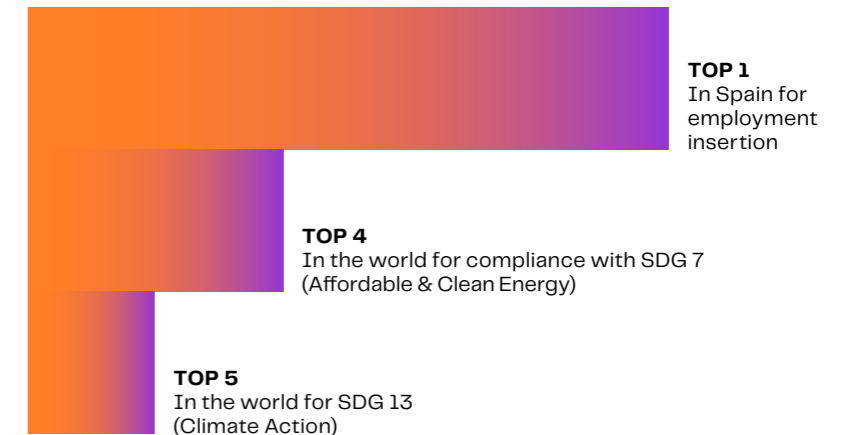 TOP 1
In Spain for
employment
insertion
TOP 4
In the world for compliance with SDG 7
(Affordable & Clean Energy)
TOP 5
In the world for SDG 13
(Climate Action)